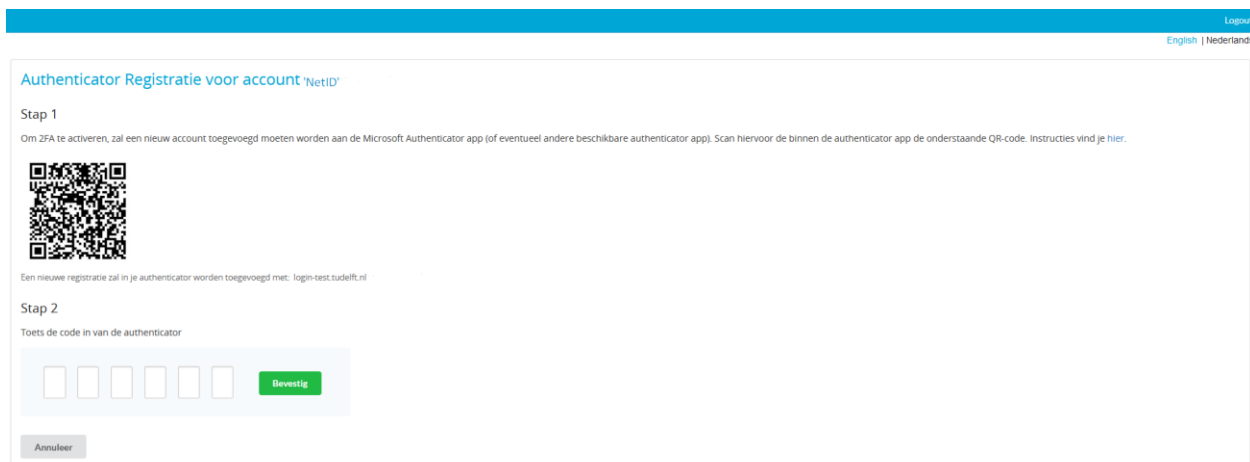 Logou
English | Nederlands
Authenticator Registratie voor account 'NetID'
Stap 1
Om 2FA te activeren, zal een nieuw account toegevoegd moeten worden aan de Microsoft Authenticator app (of eventueel andere beschikbare authenticator app). Scan hiervoor de binnen de authenticator app de onderstaande QR-code. Instructies vind je hier.
Een nieuwe registratie zal in je authenticator worden toegevoegd met: login-test.tudelft.nl
Stap 2
Toets de code in van de authenticator
Bevestig
Annuleer